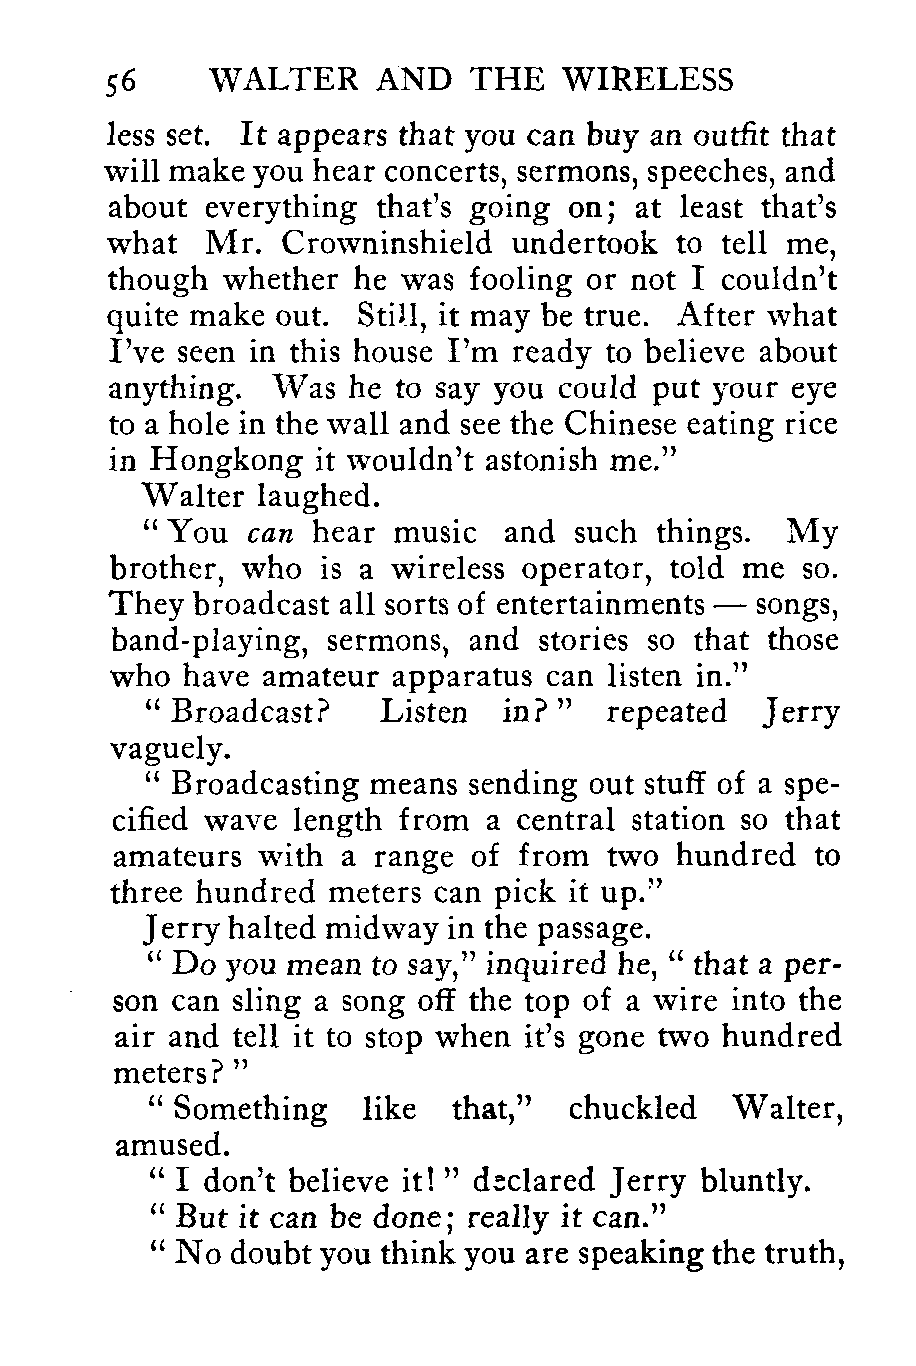 56 WALTER AND THE WIRELESS
less set. It appears that you can buy an outfit that
will make you hear concerts, sermons, speeches, and
about everything that's going on; at least that's
what Mr. Crowninshield undertook to tell me,
though whether he was fooling or not I couldn't
quite make out. Still, it may be true. After what
I've seen in this house I'm ready to believe about
anything. Was he to say you could put your eye
to a hole in the wall and see the Chinese eating rice
in Hongkong it wouldn't astonish me."
Walter laughed.
"You can hear music and such things. My
brother, who is a wireless operator, told me so.
They broadcast all sorts of entertainments — songs,
band-playing, sermons, and stories so that those
who have amateur apparatus can listen in."
"Broadcast? Listen in?" repeated Jerry
vaguely.
"Broadcasting means sending out stuff of a spe-
cified wave length from a central station so that
amateurs with a range of from two hundred to
three hundred meters can pick it up."
Jerry halted midway in the passage.
"Do you mean to say," inquired he, "that a per-
son can sling a song off the top of a wire into the
air and tell it to stop when it's gone two hundred
meters?"
"Something like that," chuckled Walter,
amused.
"I don't believe it!" declared Jerry bluntly.
"But it can be done; really it can."
"No doubt you think you are speaking the truth,